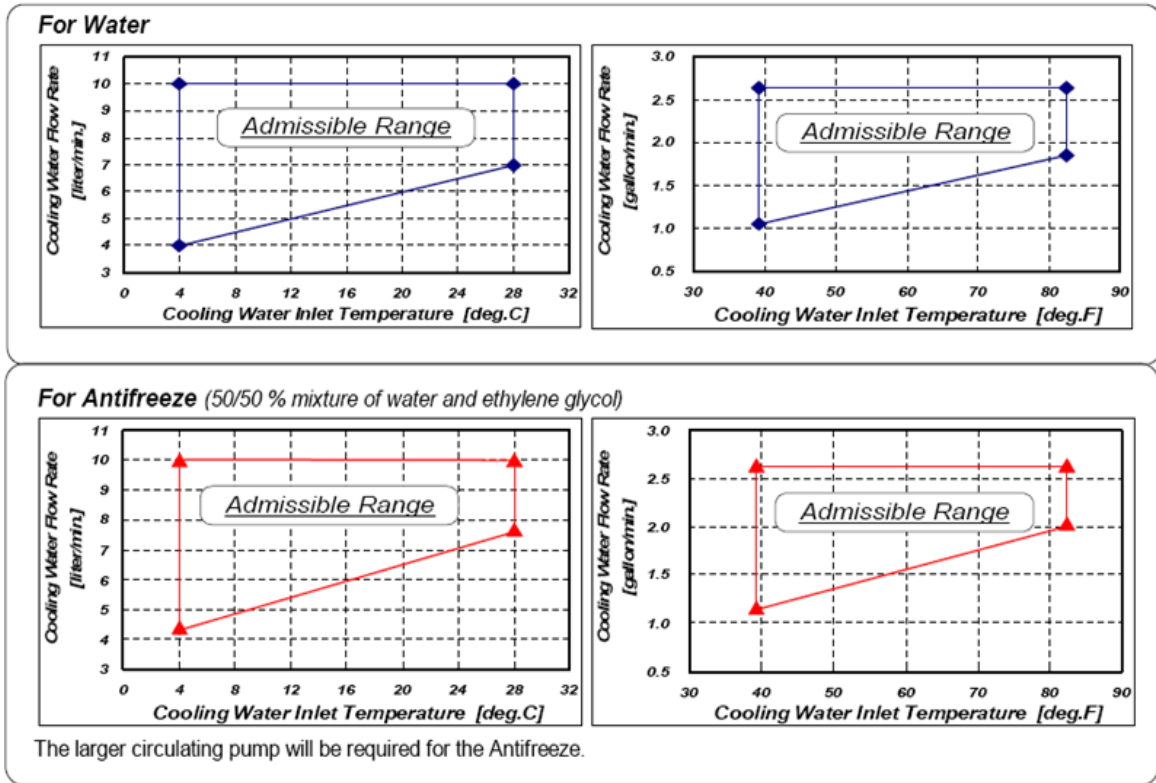 For Water
Cooling Water Flow Rate
[liter/min.]
11
10
9
8
7
6
5
4
3
Admissible Range
0 4 8 12 16 20 24 28 32
Cooling Water Inlet Temperature [deg.C]
Cooling Water Flow Rate
[gallon/min.]
3.0
2.5
2.0
1.5
1.0
0.5
Admissible Range
30 40 50 60 70 80 90
Cooling Water Inlet Temperature [deg.F]
For Antifreeze (50/50 % mixture of water and ethylene glycol)
Cooling Water Flow Rate
[liter/min.]
11
10
9
8
7
6
5
4
3
Admissible Range
0 4 8 12 16 20 24 28 32
Cooling Water Inlet Temperature [deg.C]
Cooling Water Flow Rate
[gallon/min.]
3.0
2.5
2.0
1.5
1.0
0.5
Admissible Range
30 40 50 60 70 80 90
Cooling Water Inlet Temperature [deg.F]
The larger circulating pump will be required for the Antifreeze.